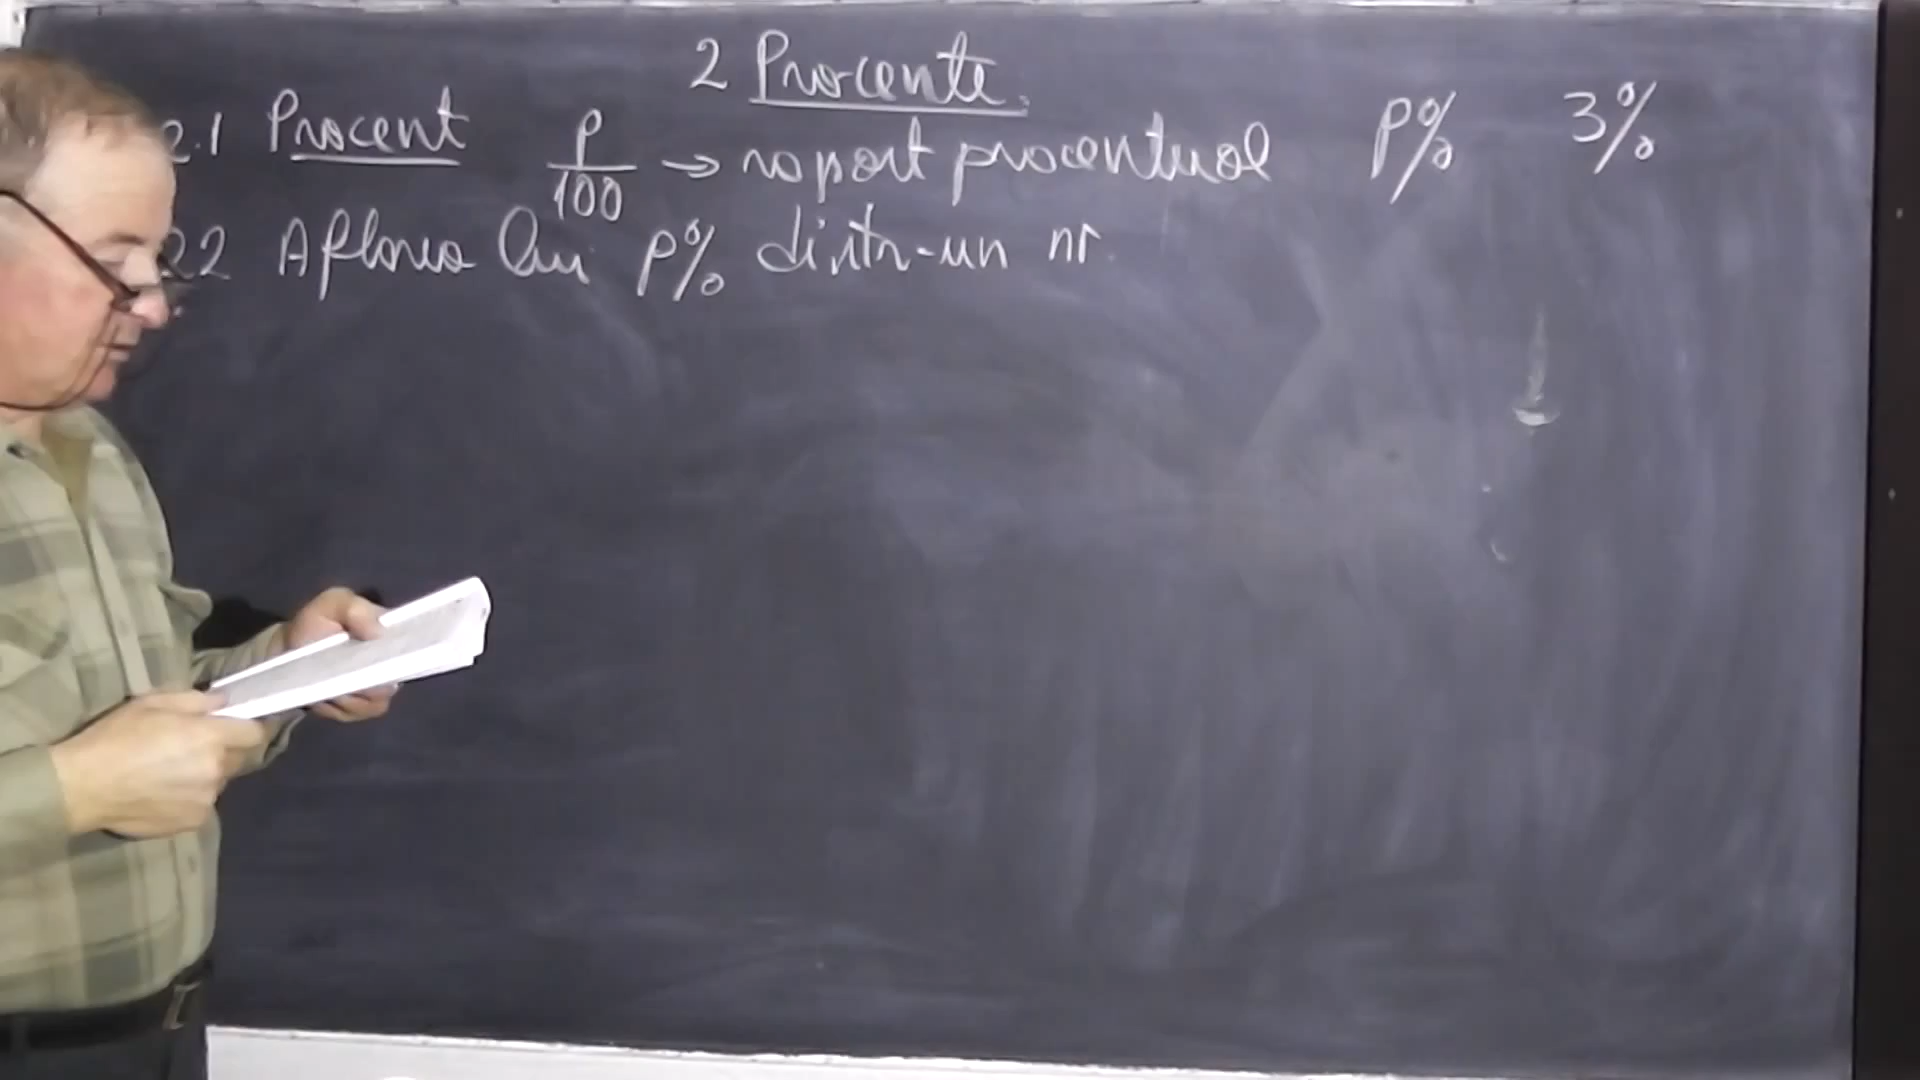 2 Procente
2.1 Procent p/100 → raport procentual p% 3%
2.2 Aflarea lui p% dintr-un nr.